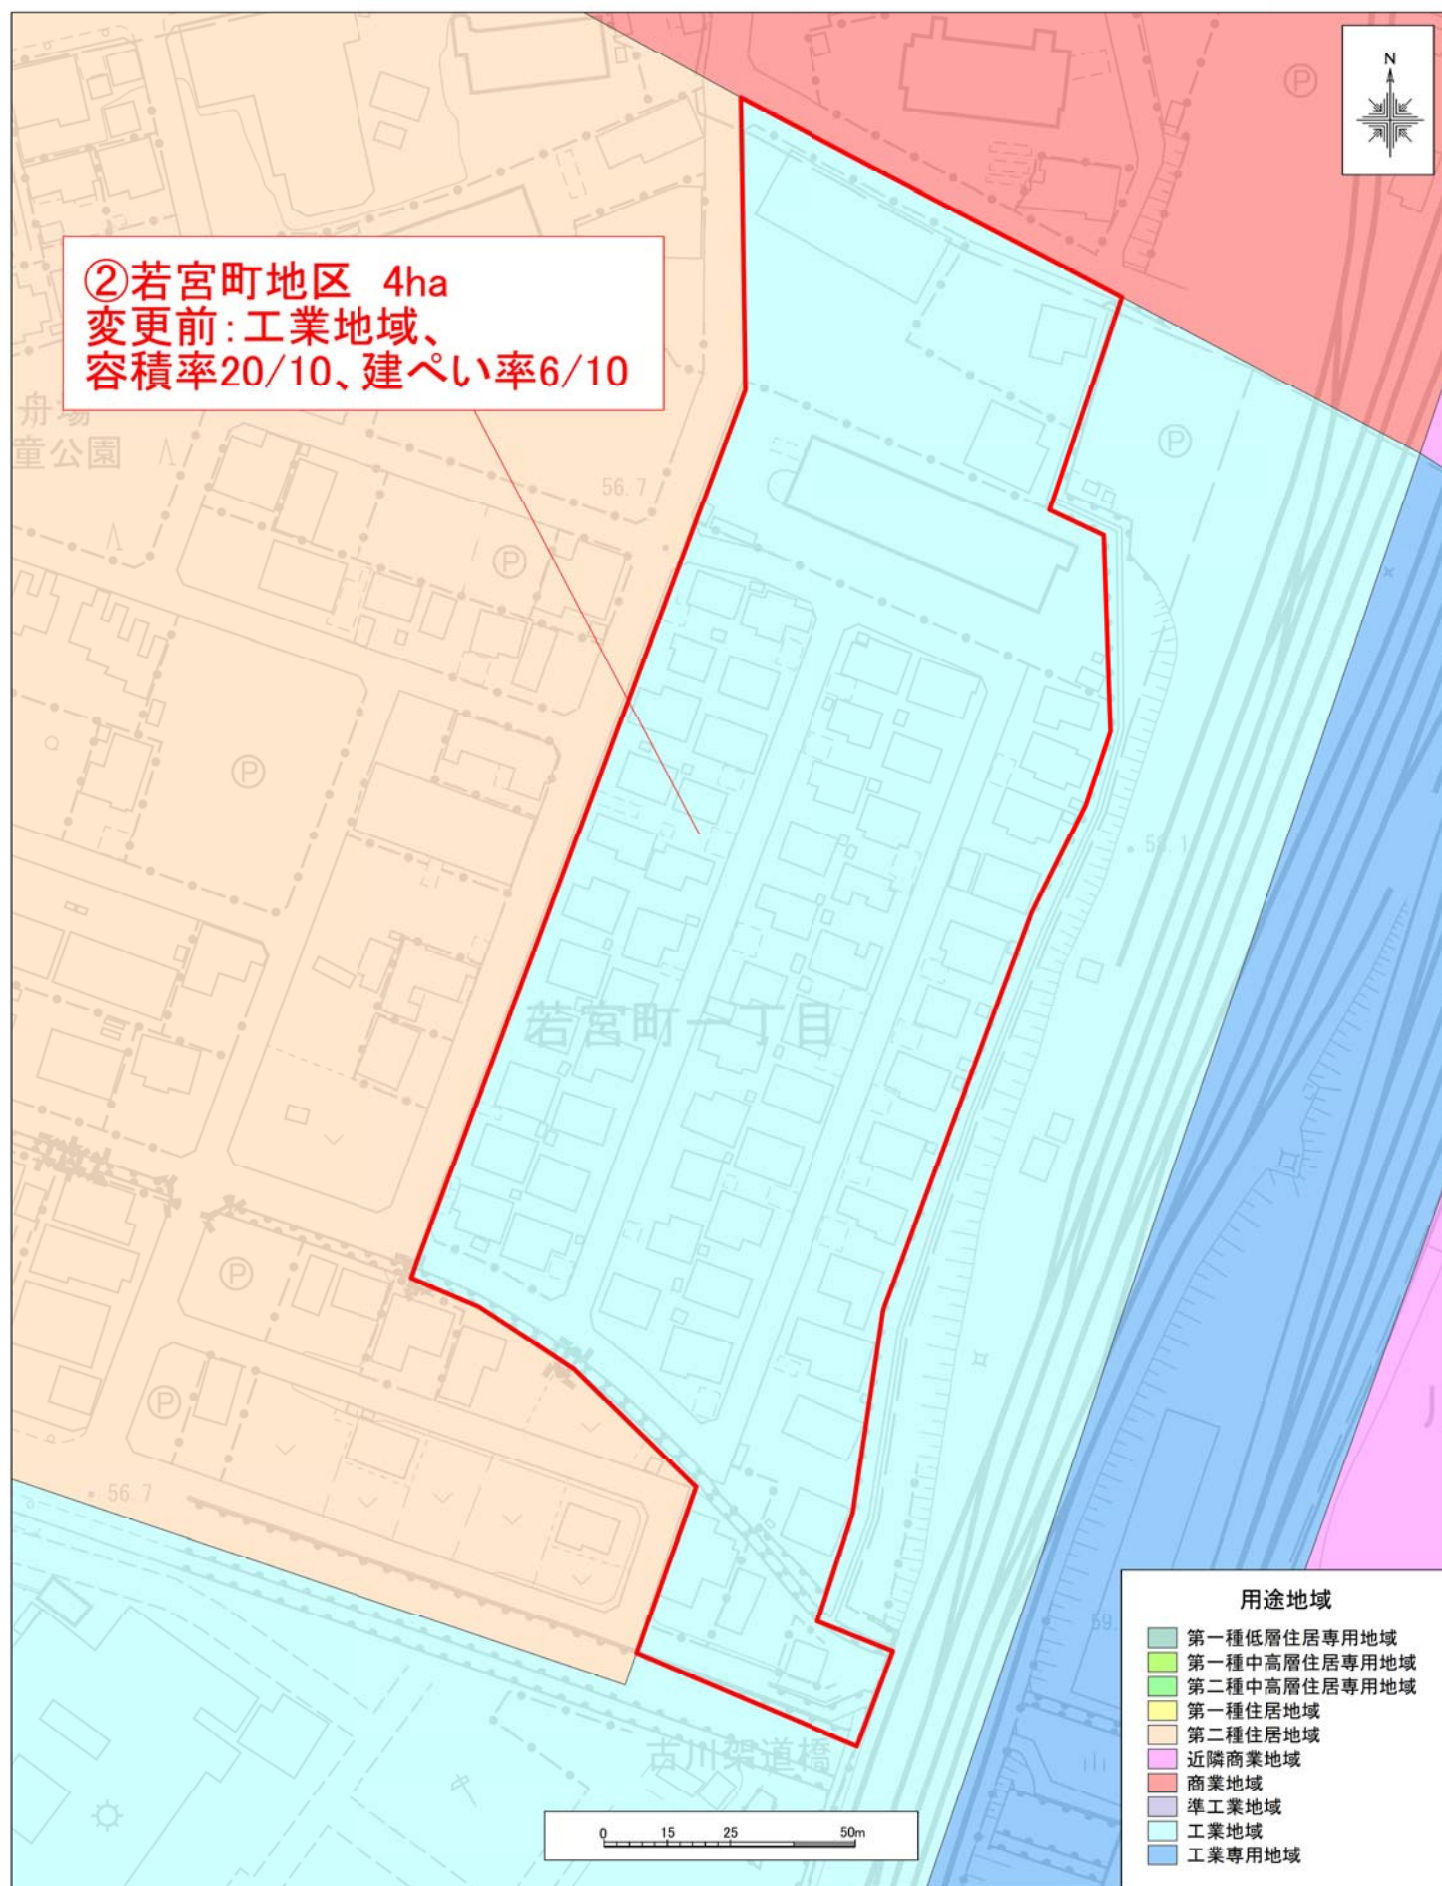 N
②若宮町地区 4ha
変更前:工業地域、
容積率20/10、建ぺい率6/10
舟場
童公園
56.7
P
P
P
P
P
P
若宮町一丁目
56.7
古川架道橋
59.
0 15 25 50m
用途地域
第一種低層住居専用地域
第一種中高層住居専用地域
第二種中高層住居専用地域
第一種住居地域
第二種住居地域
近隣商業地域
商業地域
準工業地域
工業地域
工業専用地域